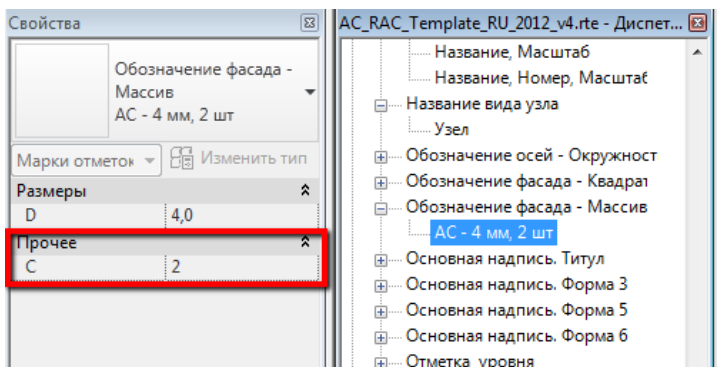 Свойства
Обозначение фасада -
Массив
АС - 4 мм, 2 шт
Марки отметок
Изменить тип
Размеры
D 4,0
Прочее
C 2
AC_RAC_Template_RU_2012_v4.rte - Диспет...
Название, Масштаб
Название, Номер, Масштаб
Название вида узла
Узел
Обозначение осей - Окружност
Обозначение фасада - Квадрат
Обозначение фасада - Массив
АС - 4 мм, 2 шт
Основная надпись. Титул
Основная надпись. Форма 3
Основная надпись. Форма 5
Основная надпись. Форма 6
Отметка уровня